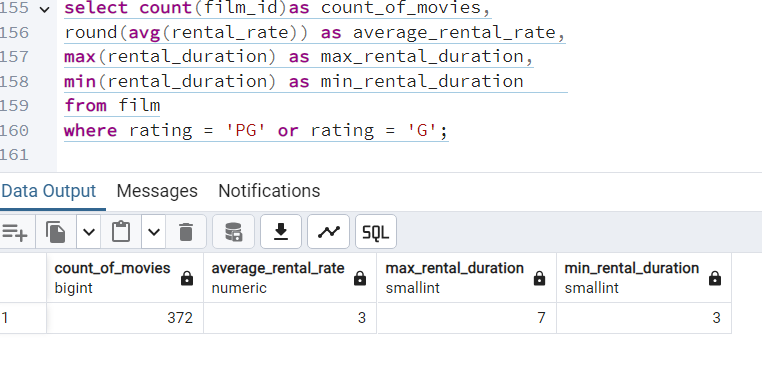 155 select count(film_id)as count_of_movies,
156 round(avg(rental_rate)) as average_rental_rate,
157 max(rental_duration) as max_rental_duration,
158 min(rental_duration) as min_rental_duration
159 from film
160 where rating = 'PG' or rating = 'G';
161
Data Output Messages Notifications
SQL
count_of_movies average_rental_rate max_rental_duration min_rental_duration
bigint numeric smallint smallint
1 372 3 7 3